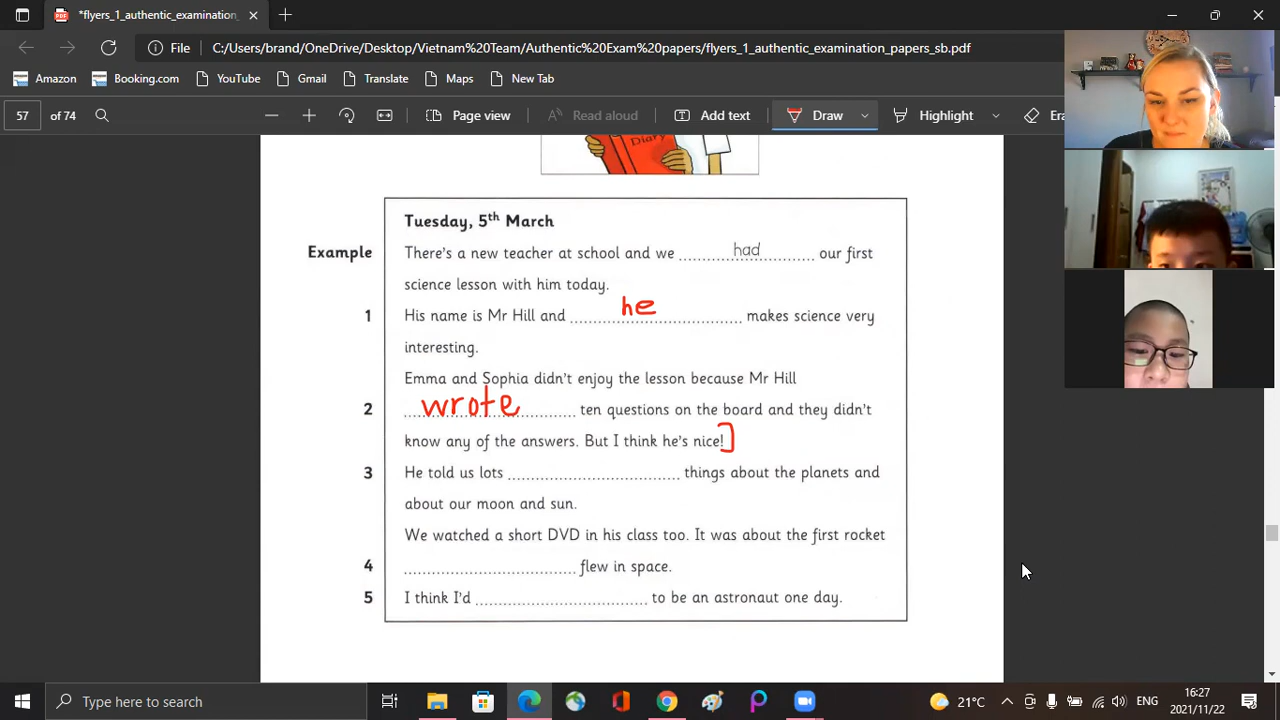 *flyers_1_authentic_examination_
File
C:/Users/brand/OneDrive/Desktop/Vietnam%20Team/Authentic%20Exam%20papers/flyers_1_authentic_examination_papers_sb.pdf
Amazon Booking.com YouTube Gmail Translate Maps New Tab
57 of 74 Page view Read aloud Add text Draw Highlight Era
Diary
Tuesday, 5th March
Example There's a new teacher at school and we had our first
science lesson with him today.
1 His name is Mr Hill and he makes science very
interesting.
Emma and Sophia didn't enjoy the lesson because Mr Hill
2 wrote ten questions on the board and they didn't
know any of the answers. But I think he's nice!]
3 He told us lots ........................ things about the planets and
about our moon and sun.
We watched a short DVD in his class too. It was about the first rocket
4 ........................ flew in space.
5 I think I'd ........................ to be an astronaut one day.
Type here to search
21°C ENG 16:27
2021/11/22